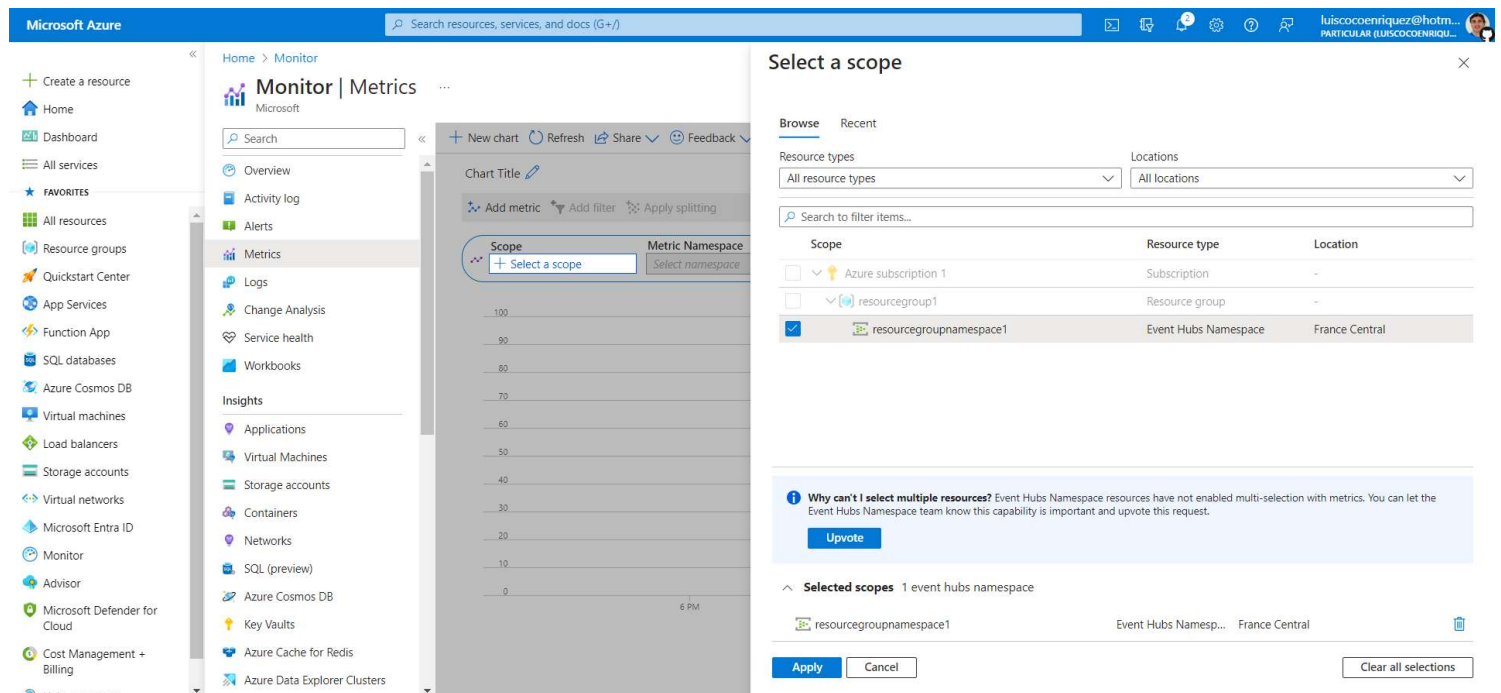 Microsoft Azure
Search resources, services, and docs (G+/)
2
luiscocoenriquez@hotm...
PARTICULAR (LUISCOCOENRIQU...
Create a resource
Home
Dashboard
All services
FAVORITES
All resources
Resource groups
Quickstart Center
App Services
Function App
SQL databases
Azure Cosmos DB
Virtual machines
Load balancers
Storage accounts
Virtual networks
Microsoft Entra ID
Monitor
Advisor
Microsoft Defender for
Cloud
Cost Management +
Billing
Home > Monitor
Monitor | Metrics ...
Microsoft
Search
Overview
Activity log
Alerts
Metrics
Logs
Change Analysis
Service health
Workbooks
Insights
Applications
Virtual Machines
Storage accounts
Containers
Networks
SQL (preview)
Azure Cosmos DB
Key Vaults
Azure Cache for Redis
Azure Data Explorer Clusters
New chart Refresh Share Feedback
Chart Title
Add metric Add filter Apply splitting
Scope Metric Namespace
Select a scope Select namespace
100
90
80
70
60
50
40
30
20
10
0
6 PM
Select a scope
Browse Recent
Resource types Locations
All resource types All locations
Search to filter items...
Scope Resource type Location
Azure subscription 1 Subscription -
resourcegroup1 Resource group -
resourcegroupnamespace1 Event Hubs Namespace France Central
Why can't I select multiple resources? Event Hubs Namespace resources have not enabled multi-selection with metrics. You can let the
Event Hubs Namespace team know this capability is important and upvote this request.
Upvote
Selected scopes 1 event hubs namespace
resourcegroupnamespace1 Event Hubs Namesp... France Central
Apply Cancel Clear all selections